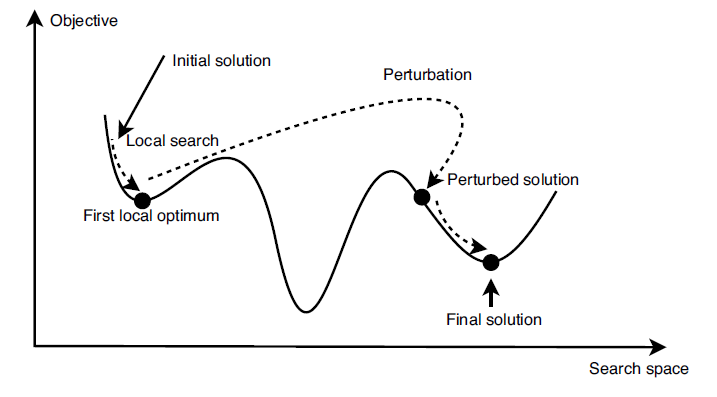 Objective
Initial solution
Perturbation
Local search
Perturbed solution
First local optimum
Final solution
Search space